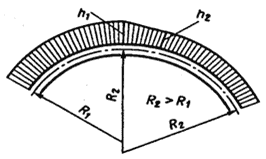 h₁
h₂
R₁
R₂
R₂ > R₁
R₂